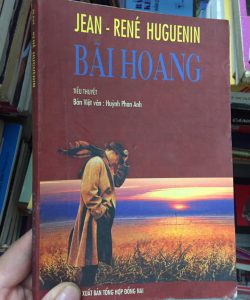 JEAN - RENÉ HUGUENIN
BÃI HOANG
TIỂU THUYẾT
Bản Việt văn : Huỳnh Phan Anh
XUẤT BẢN TỔNG HỢP ĐỒNG NAI